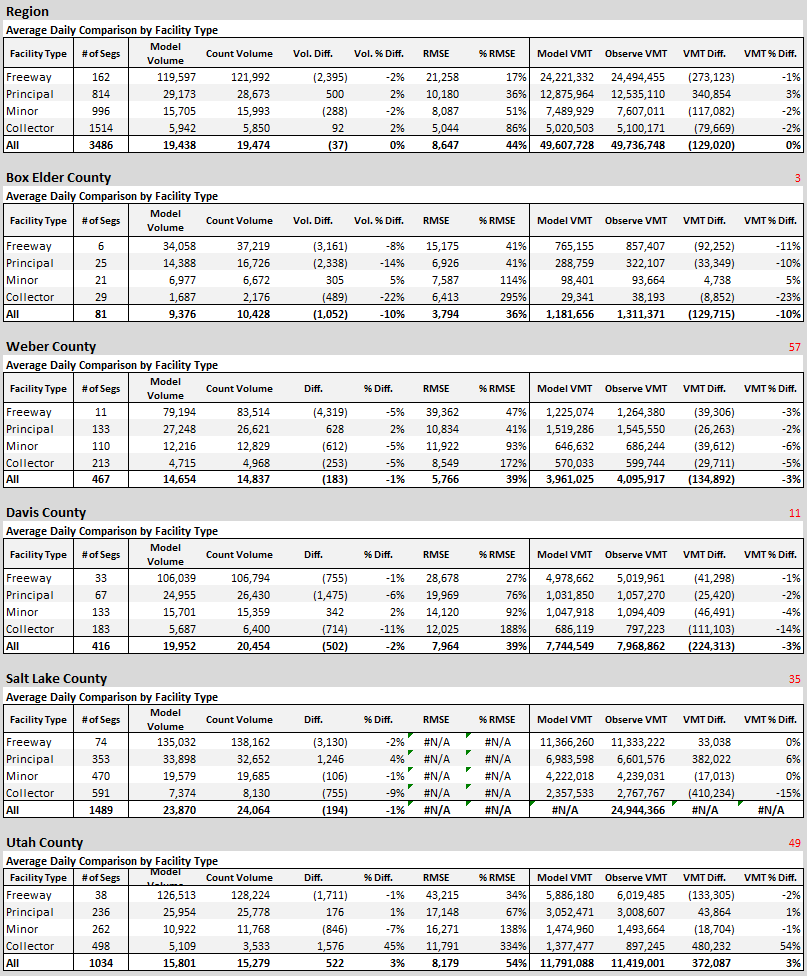 Region
Average Daily Comparison by Facility Type
Facility Type # of Segs Model Volume Count Volume Vol. Diff. Vol. % Diff. RMSE % RMSE Model VMT Observe VMT VMT Diff. VMT % Diff.
Freeway 162 119,597 121,992 (2,395) -2% 21,258 17% 24,221,332 24,494,455 (273,123) -1%
Principal 814 29,173 28,673 500 2% 10,180 36% 12,875,964 12,535,110 340,854 3%
Minor 996 15,705 15,993 (288) -2% 8,087 51% 7,489,929 7,607,011 (117,082) -2%
Collector 1514 5,942 5,850 92 2% 5,044 86% 5,020,503 5,100,171 (79,669) -2%
All 3486 19,438 19,474 (37) 0% 8,647 44% 49,607,728 49,736,748 (129,020) 0%
Box Elder County 3
Average Daily Comparison by Facility Type
Facility Type # of Segs Model Volume Count Volume Vol. Diff. Vol. % Diff. RMSE % RMSE Model VMT Observe VMT VMT Diff. VMT % Diff.
Freeway 6 34,058 37,219 (3,161) -8% 15,175 41% 765,155 857,407 (92,252) -11%
Principal 25 14,388 16,726 (2,338) -14% 6,926 41% 288,759 322,107 (33,349) -10%
Minor 21 6,977 6,672 305 5% 7,587 114% 98,401 93,664 4,738 5%
Collector 29 1,687 2,176 (489) -22% 6,413 295% 29,341 38,193 (8,852) -23%
All 81 9,376 10,428 (1,052) -10% 3,794 36% 1,181,656 1,311,371 (129,715) -10%
Weber County 57
Average Daily Comparison by Facility Type
Facility Type # of Segs Model Volume Count Volume Diff. % Diff. RMSE % RMSE Model VMT Observe VMT VMT Diff. VMT % Diff.
Freeway 11 79,194 83,514 (4,319) -5% 39,362 47% 1,225,074 1,264,380 (39,306) -3%
Principal 133 27,248 26,621 628 2% 10,834 41% 1,519,286 1,545,550 (26,263) -2%
Minor 110 12,216 12,829 (612) -5% 11,922 93% 646,632 686,244 (39,612) -6%
Collector 213 4,715 4,968 (253) -5% 8,549 172% 570,033 599,744 (29,711) -5%
All 467 14,654 14,837 (183) -1% 5,766 39% 3,961,025 4,095,917 (134,892) -3%
Davis County 11
Average Daily Comparison by Facility Type
Facility Type # of Segs Model Volume Count Volume Diff. % Diff. RMSE % RMSE Model VMT Observe VMT VMT Diff. VMT % Diff.
Freeway 33 106,039 106,794 (755) -1% 28,678 27% 4,978,662 5,019,961 (41,298) -1%
Principal 67 24,955 26,430 (1,475) -6% 19,969 76% 1,031,850 1,057,270 (25,420) -2%
Minor 133 15,701 15,359 342 2% 14,120 92% 1,047,918 1,094,409 (46,491) -4%
Collector 183 5,687 6,400 (714) -11% 12,025 188% 686,119 797,223 (111,103) -14%
All 416 19,952 20,454 (502) -2% 7,964 39% 7,744,549 7,968,862 (224,313) -3%
Salt Lake County 35
Average Daily Comparison by Facility Type
Facility Type # of Segs Model Volume Count Volume Diff. % Diff. RMSE % RMSE Model VMT Observe VMT VMT Diff. VMT % Diff.
Freeway 74 135,032 138,162 (3,130) -2% #N/A #N/A 11,366,260 11,333,222 33,038 0%
Principal 353 33,898 32,652 1,246 4% #N/A #N/A 6,983,598 6,601,576 382,022 6%
Minor 470 19,579 19,685 (106) -1% #N/A #N/A 4,222,018 4,239,031 (17,013) 0%
Collector 591 7,374 8,130 (755) -9% #N/A #N/A 2,357,533 2,767,767 (410,234) -15%
All 1489 23,870 24,064 (194) -1% #N/A #N/A #N/A 24,944,366 #N/A #N/A
Utah County 49
Average Daily Comparison by Facility Type
Facility Type # of Segs Model Volume Count Volume Diff. % Diff. RMSE % RMSE Model VMT Observe VMT VMT Diff. VMT % Diff.
Freeway 38 126,513 128,224 (1,711) -1% 43,215 34% 5,886,180 6,019,485 (133,305) -2%
Principal 236 25,954 25,778 176 1% 17,148 67% 3,052,471 3,008,607 43,864 1%
Minor 262 10,922 11,768 (846) -7% 16,271 138% 1,474,960 1,493,664 (18,704) -1%
Collector 498 5,109 3,533 1,576 45% 11,791 334% 1,377,477 897,245 480,232 54%
All 1034 15,801 15,279 522 3% 8,179 54% 11,791,088 11,419,001 372,087 3%